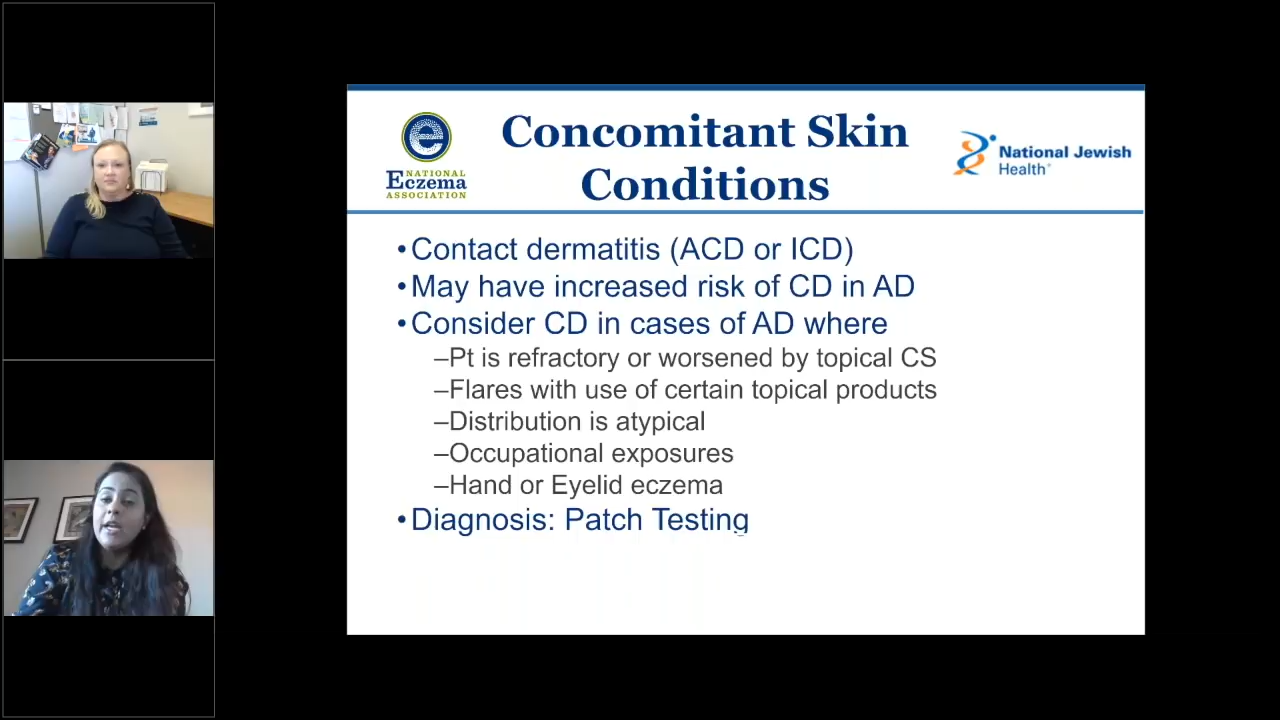 e
NATIONAL
Eczema
ASSOCIATION
Concomitant Skin
Conditions
National Jewish
Health®
•Contact dermatitis (ACD or ICD)
•May have increased risk of CD in AD
•Consider CD in cases of AD where
–Pt is refractory or worsened by topical CS
–Flares with use of certain topical products
–Distribution is atypical
–Occupational exposures
–Hand or Eyelid eczema
•Diagnosis: Patch Testing